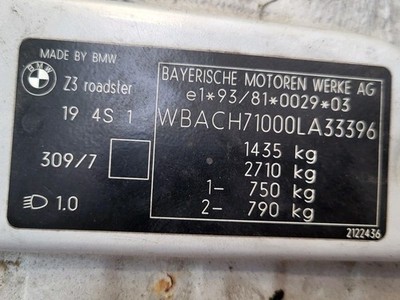 MADE BY BMW
BMW
Z3 roadster
19 4S 1
309/7
1.0
BAYERISCHE MOTOREN WERKE AG
e1*93/81*0029*03
WBACH71000LA33396
1435 kg
2710 kg
1- 750 kg
2- 790 kg
2122436